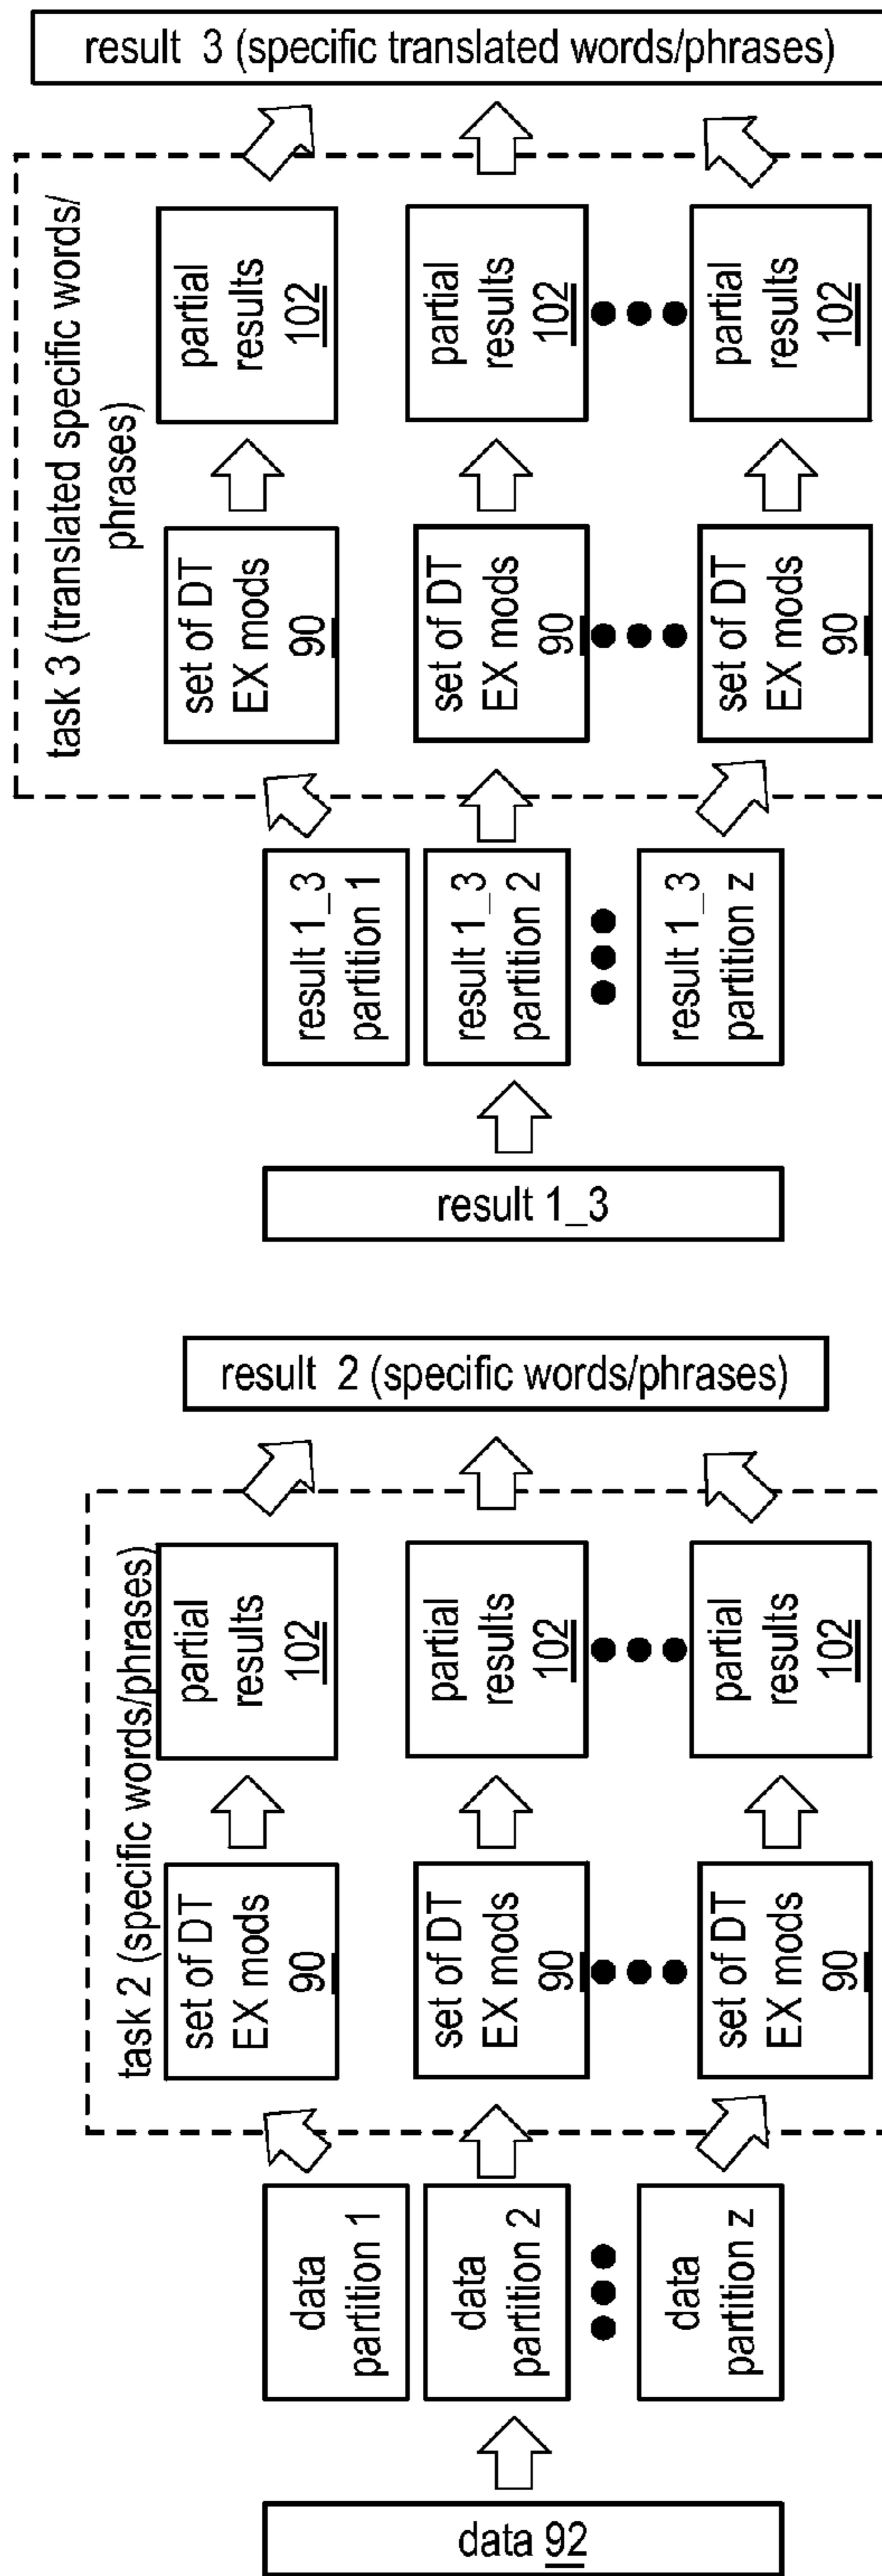 data 92
data
partition 1
data
partition 2
data
partition z
task 2 (specific words/phrases)
set of DT
EX mods
90
partial
results
102
set of DT
EX mods
90
partial
results
102
set of DT
EX mods
90
partial
results
102
result 2 (specific words/phrases)
result 1_3
result 1_3
partition 1
result 1_3
partition 2
result 1_3
partition z
task 3 (translated specific words/
phrases)
set of DT
EX mods
90
partial
results
102
set of DT
EX mods
90
partial
results
102
set of DT
EX mods
90
partial
results
102
result 3 (specific translated words/phrases)